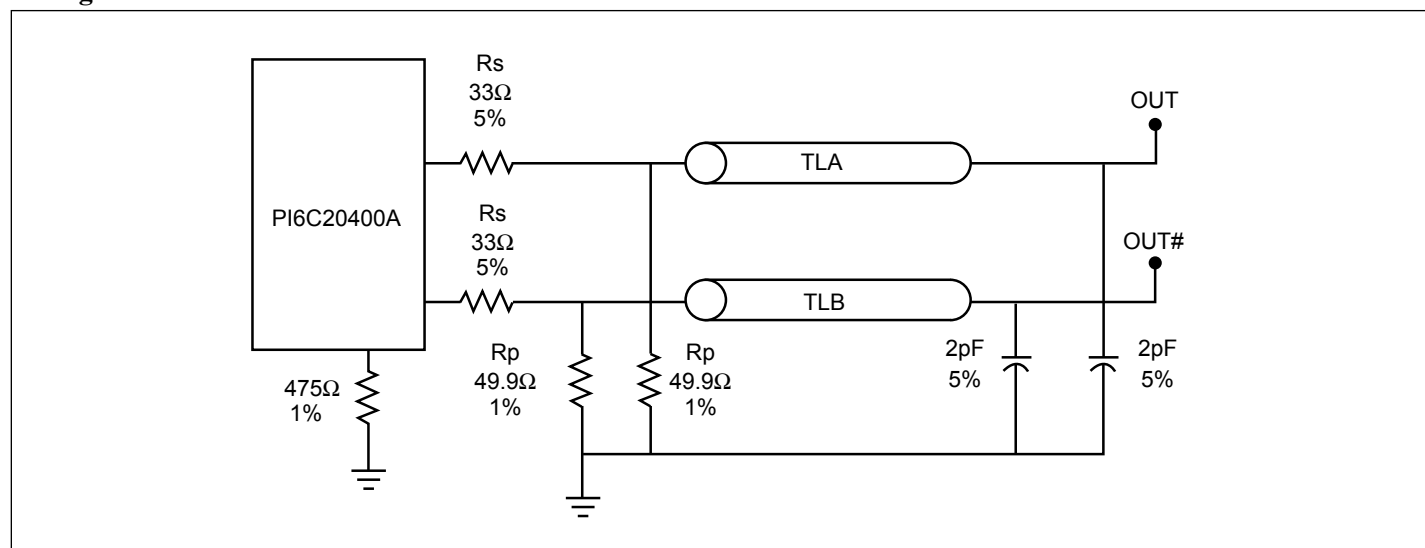 Rs
33Ω
5%
OUT
TLA
PI6C20400A
Rs
33Ω
5%
OUT#
TLB
Rp
49.9Ω
1%
Rp
49.9Ω
1%
2pF
5%
2pF
5%
475Ω
1%